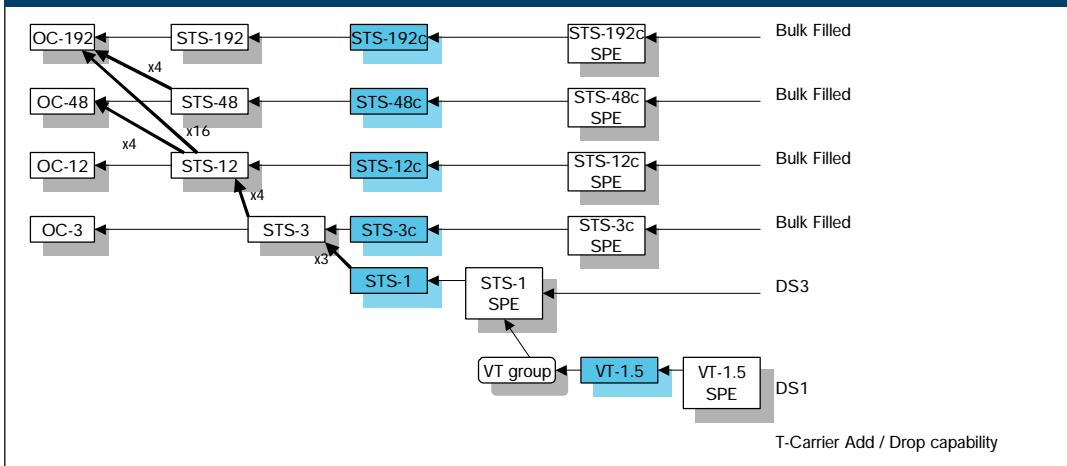 OC-192
STS-192
STS-192c
STS-192c
SPE
Bulk Filled
x4
OC-48
STS-48
STS-48c
STS-48c
SPE
Bulk Filled
x16
x4
OC-12
STS-12
STS-12c
STS-12c
SPE
Bulk Filled
x4
OC-3
STS-3
STS-3c
STS-3c
SPE
Bulk Filled
x3
STS-1
STS-1
SPE
DS3
VT group
VT-1.5
VT-1.5
SPE
DS1
T-Carrier Add / Drop capability